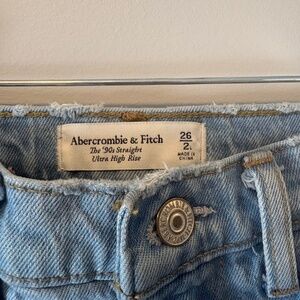 Abercrombie & Fitch
The '90s Straight
Ultra High Rise
26
2
MADE IN
CHINA